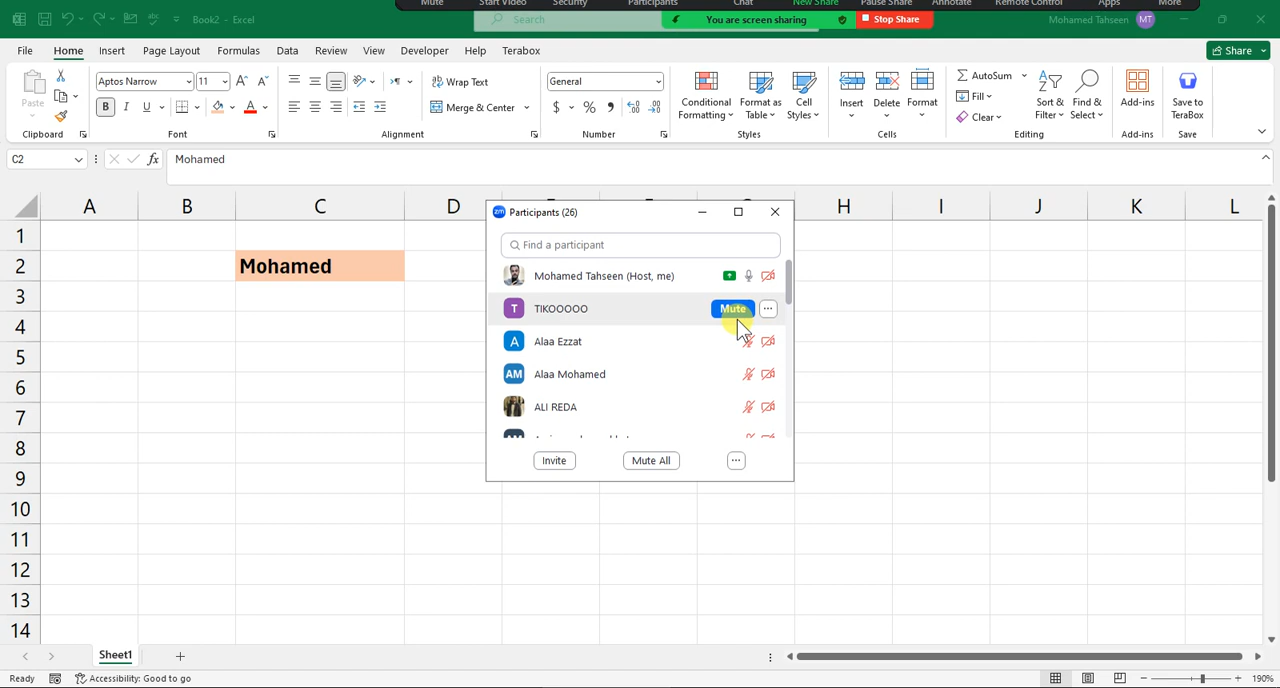 Mute Start Video Security Participants Chat New Share Pause Share Annotate Remote Control Apps More
Book2 - Excel
Search
You are screen sharing
Stop Share
Mohamed Tahseen MT
File Home Insert Page Layout Formulas Data Review View Developer Help Terabox
Share
Paste
Clipboard
Aptos Narrow 11
B I U
Font
Wrap Text
Merge & Center
Alignment
General
$ % ,
Number
Conditional Formatting
Format as Table
Cell Styles
Styles
Insert
Delete
Format
Cells
AutoSum
Fill
Clear
Sort & Filter
Find & Select
Editing
Add-ins
Add-ins
Save to TeraBox
Save
C2
fx
Mohamed
A B C D H I J K L
1
2
3
4
5
6
7
8
9
10
11
12
13
14
Mohamed
zm Participants (26)
Find a participant
Mohamed Tahseen (Host, me)
T TIKOOOOO Mute ...
A Alaa Ezzat
AM Alaa Mohamed
ALI REDA
Invite Mute All ...
Sheet1
Ready
Accessibility: Good to go
190%